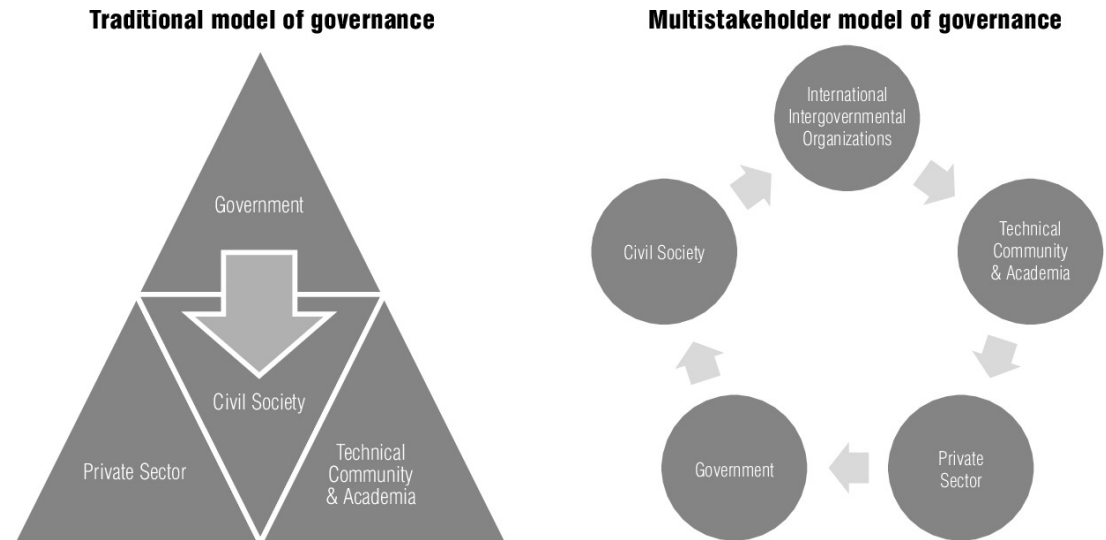 Traditional model of governance
Government
Civil Society
Private Sector
Technical
Community
& Academia
Multistakeholder model of governance
International
Intergovernmental
Organizations
Technical
Community
& Academia
Private
Sector
Government
Civil Society